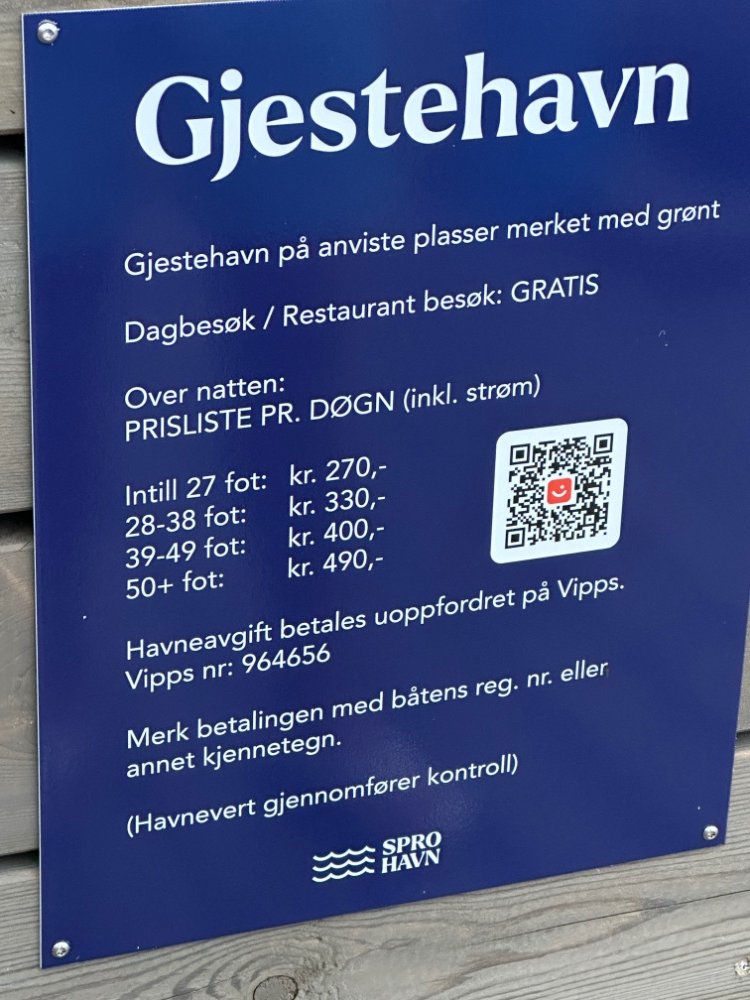 Gjestehavn
Gjestehavn på anviste plasser merket med grønt
Dagbesøk / Restaurant besøk: GRATIS
Over natten:
PRISLISTE PR. DØGN (inkl. strøm)
Intill 27 fot: kr. 270,-
28-38 fot: kr. 330,-
39-49 fot: kr. 400,-
50+ fot: kr. 490,-
Havneavgift betales uoppfordret på Vipps.
Vipps nr: 964656
Merk betalingen med båtens reg. nr. eller
annet kjennetegn.
(Havnevert gjennomfører kontroll)
SPRO
HAVN